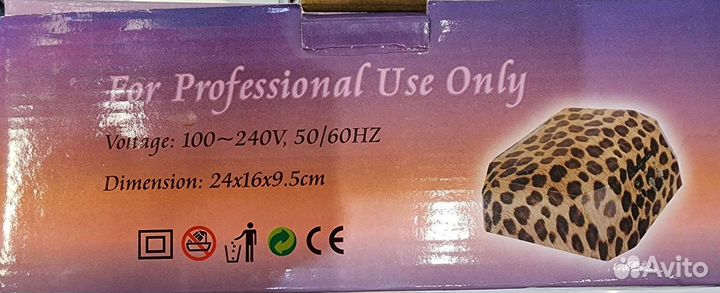 For Professional Use Only
Voltage: 100~240V, 50/60HZ
Dimension: 24x16x9.5cm
CE
Avito